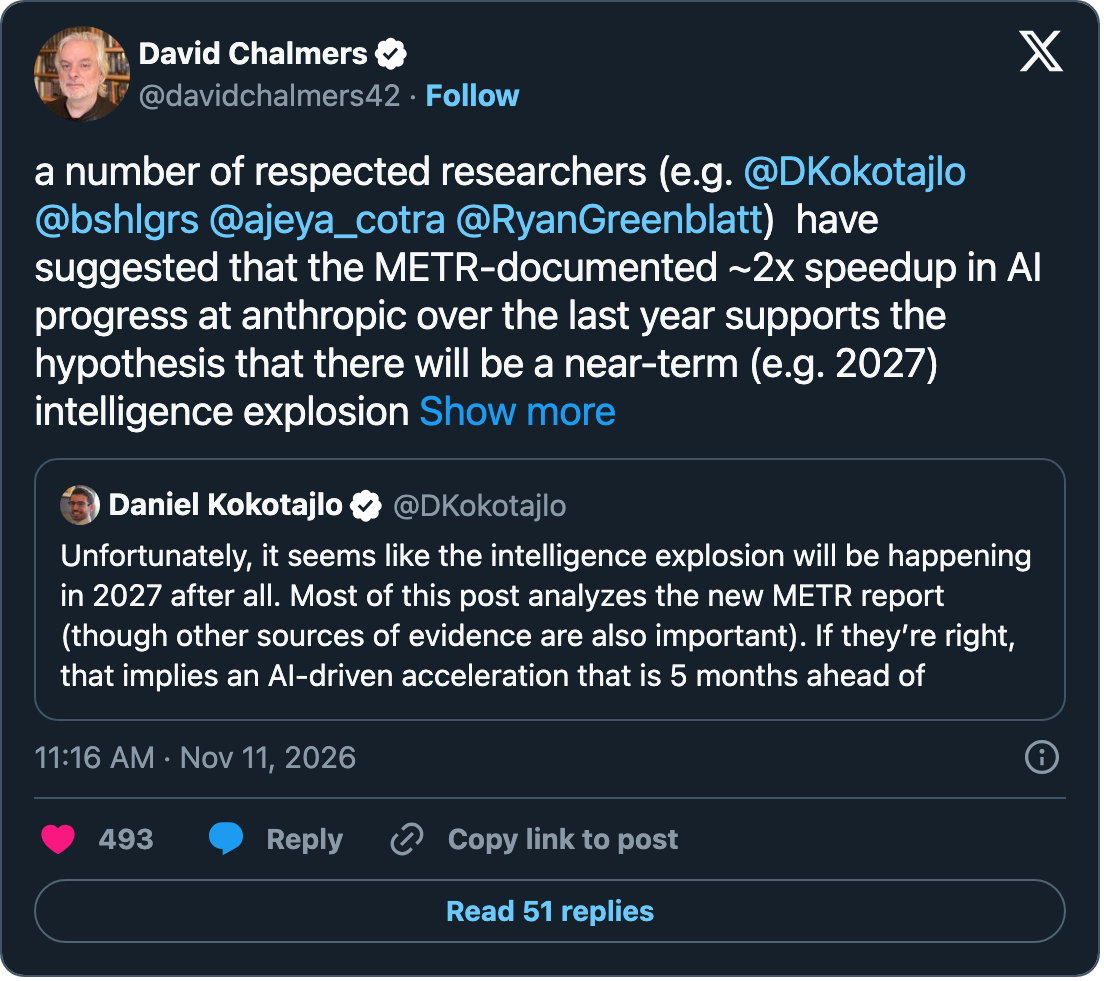 David Chalmers
@davidchalmers42 · Follow
a number of respected researchers (e.g. @DKokotajlo
@bshlgrs @ajeya_cotra @RyanGreenblatt)  have
suggested that the METR-documented ~2x speedup in AI
progress at anthropic over the last year supports the
hypothesis that there will be a near-term (e.g. 2027)
intelligence explosion Show more
Daniel Kokotajlo @DKokotajlo
Unfortunately, it seems like the intelligence explosion will be happening
in 2027 after all. Most of this post analyzes the new METR report
(though other sources of evidence are also important). If they’re right,
that implies an AI-driven acceleration that is 5 months ahead of
11:16 AM · Nov 11, 2026
493 Reply Copy link to post
Read 51 replies